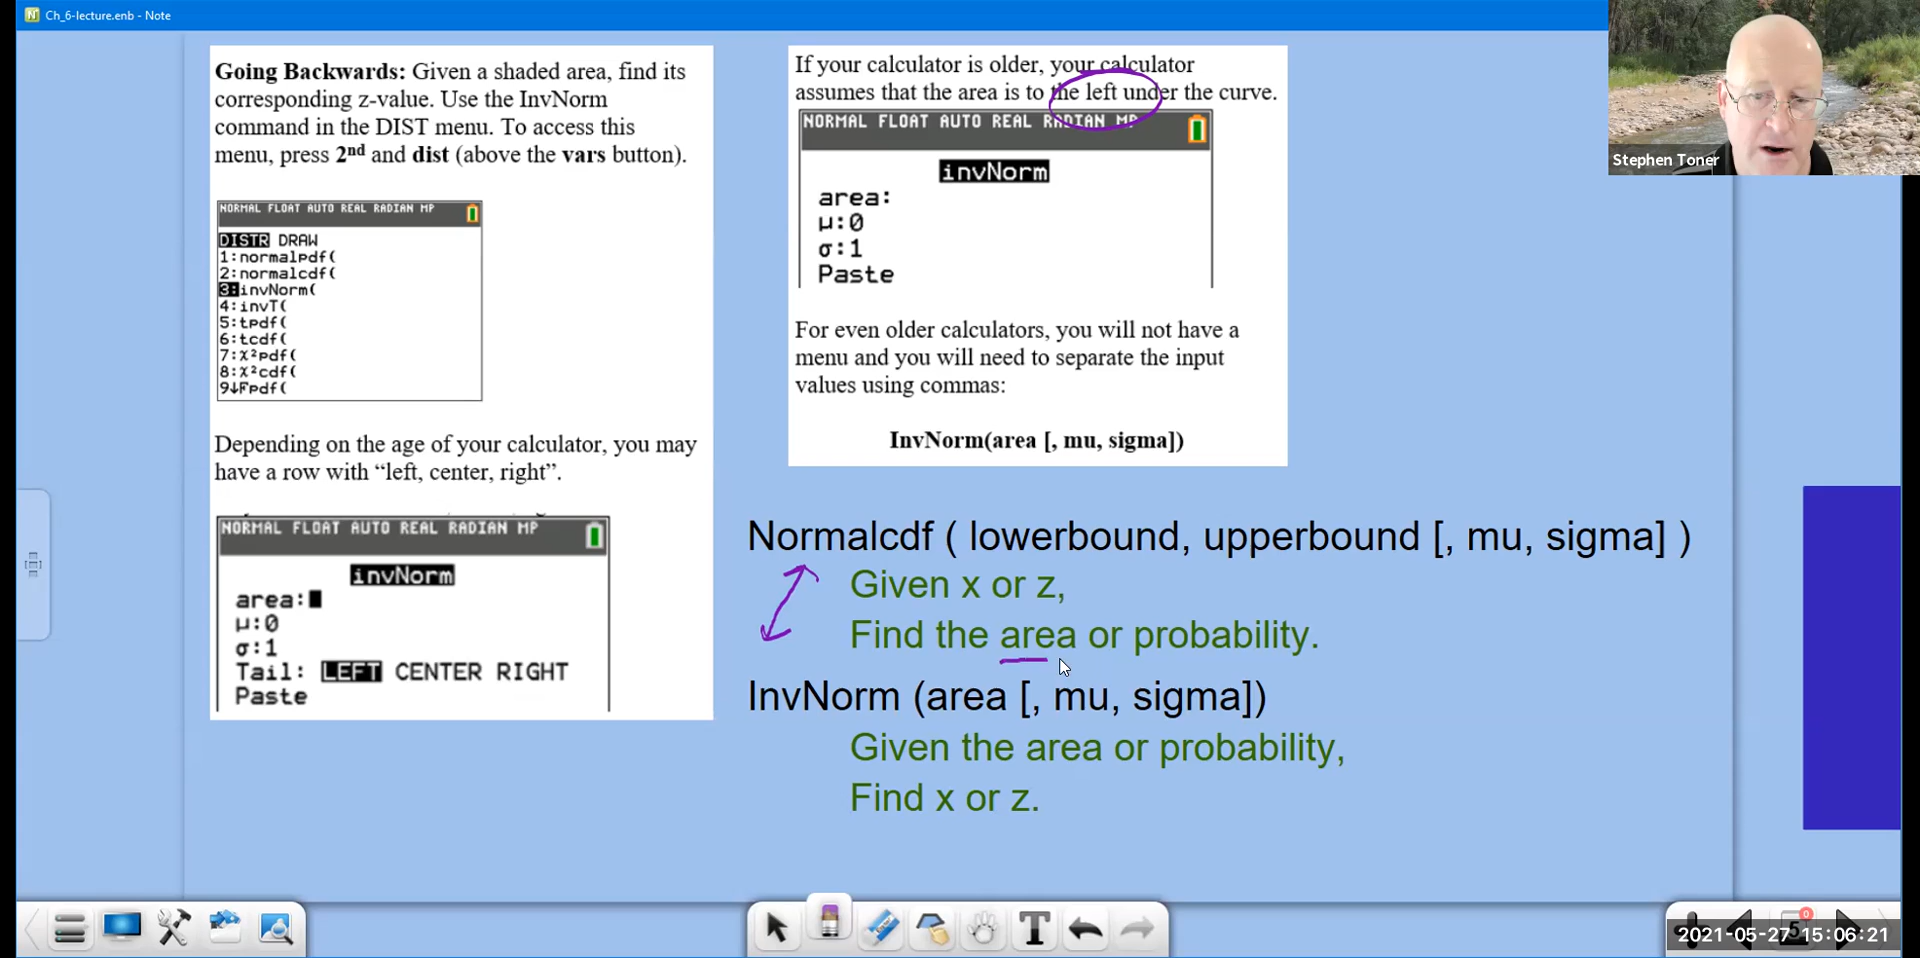 Ch_6-lecture.enb - Note
Going Backwards: Given a shaded area, find its
corresponding z-value. Use the InvNorm
command in the DIST menu. To access this
menu, press 2nd and dist (above the vars button).
NORMAL FLOAT AUTO REAL RADIAN MP
DISTR DRAW
1:normalpdf(
2:normalcdf(
3:invNorm(
4:invT(
5:tpdf(
6:tcdf(
7:χ²pdf(
8:χ²cdf(
9↓Fpdf(
Depending on the age of your calculator, you may
have a row with “left, center, right”.
NORMAL FLOAT AUTO REAL RADIAN MP
invNorm
area:
μ:0
σ:1
Tail: LEFT CENTER RIGHT
Paste
If your calculator is older, your calculator
assumes that the area is to the left under the curve.
NORMAL FLOAT AUTO REAL RADIAN MP
invNorm
area:
μ:0
σ:1
Paste
For even older calculators, you will not have a
menu and you will need to separate the input
values using commas:
InvNorm(area [, mu, sigma])
Normalcdf ( lowerbound, upperbound [, mu, sigma] )
Given x or z,
Find the area or probability.
InvNorm (area [, mu, sigma])
Given the area or probability,
Find x or z.
Stephen Toner
T
5
0
2021-05-27 15:06:21